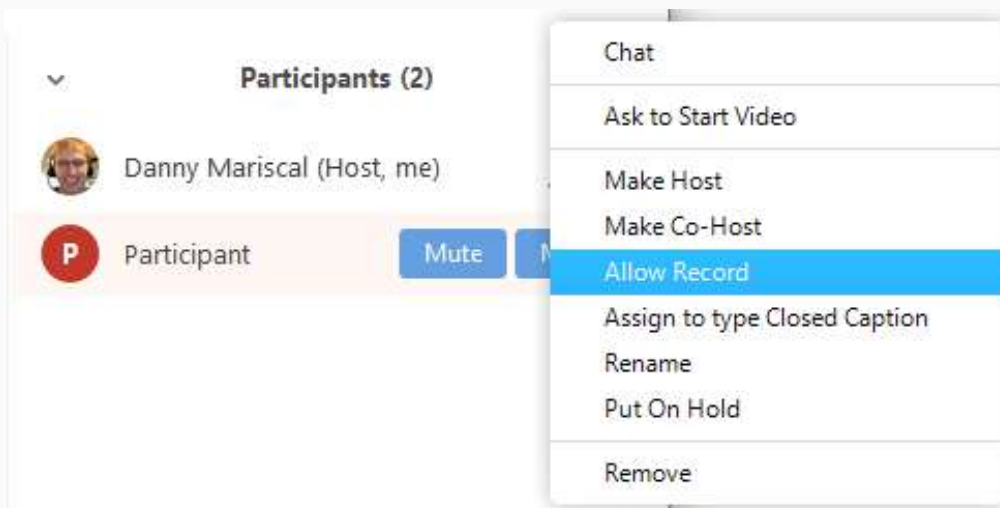 Participants (2)
Danny Mariscal (Host, me)
P
Participant
Mute
M
Chat
Ask to Start Video
Make Host
Make Co-Host
Allow Record
Assign to type Closed Caption
Rename
Put On Hold
Remove